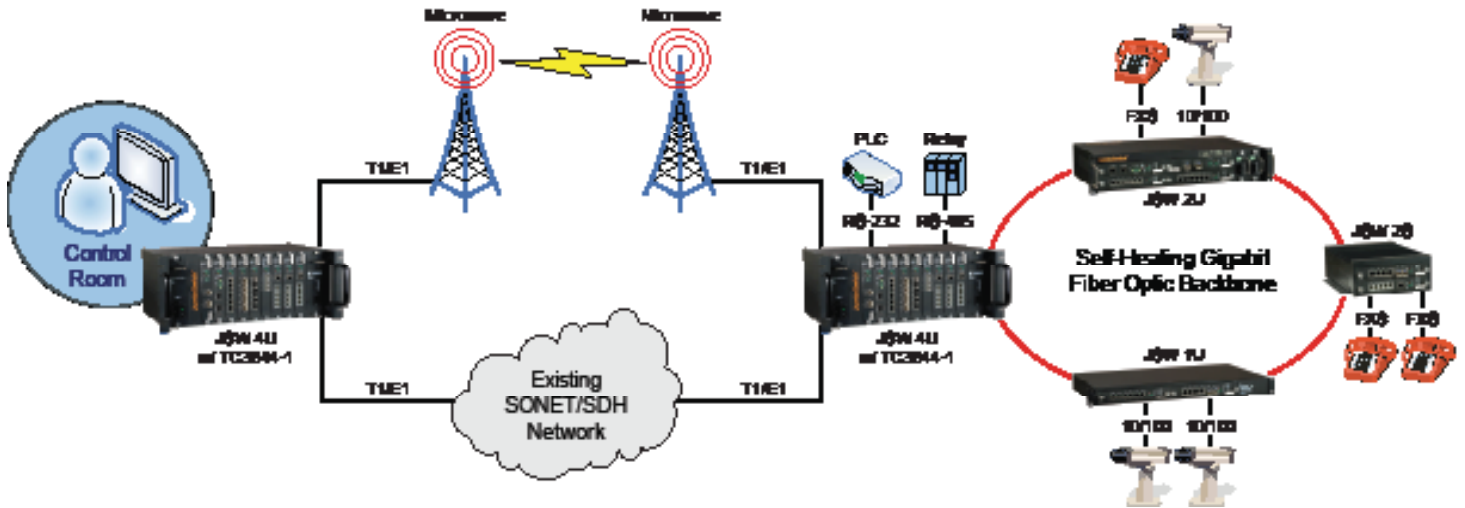 Microwave
Microwave
T1/E1
T1/E1
Control
Room
PLC
Relay
RS-232
RS-485
FXS
10/100
JSW 2U
Self-Healing Gigabit
Fiber Optic Backbone
FXS
FXS
JSW 4U
w/ TC3844-1
JSW 4U
w/ TC3844-1
JSW 1U
T1/E1
Existing
SONET/SDH
Network
T1/E1
10/100
10/100